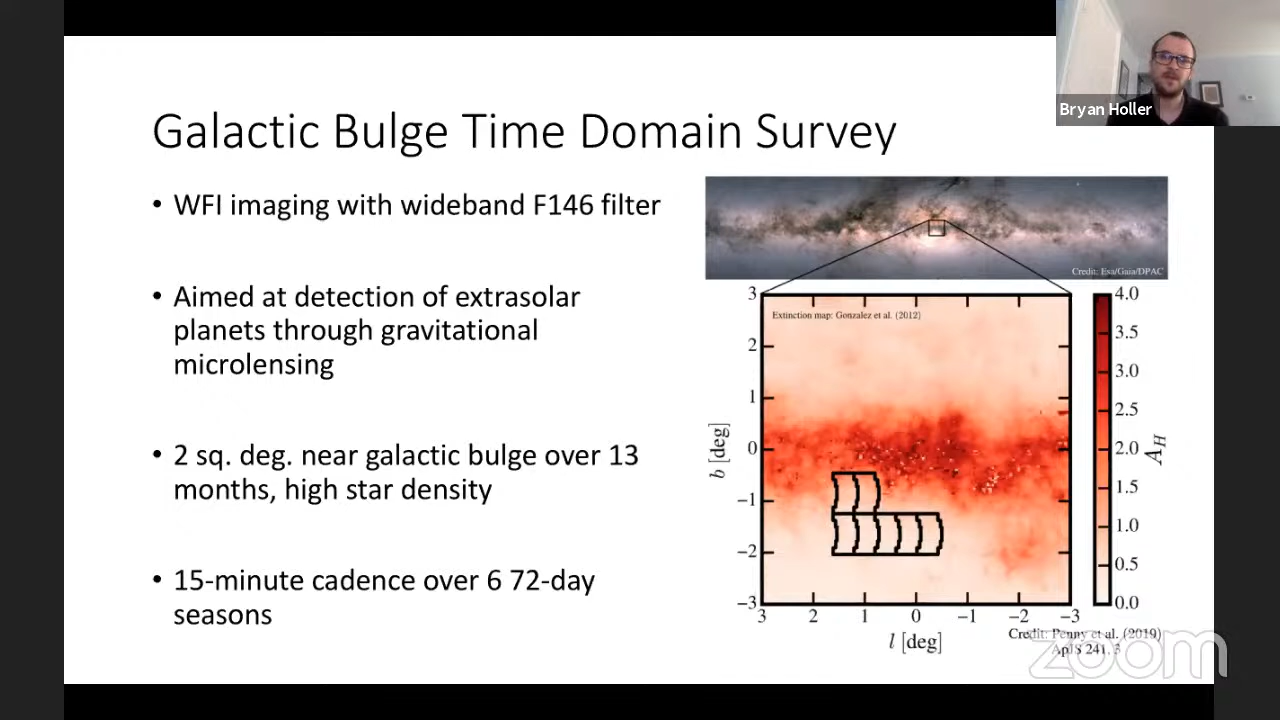 Bryan Holler
Galactic Bulge Time Domain Survey
• WFI imaging with wideband F146 filter
• Aimed at detection of extrasolar
planets through gravitational
microlensing
• 2 sq. deg. near galactic bulge over 13
months, high star density
• 15-minute cadence over 6 72-day
seasons
Credit: Esa/Gaia/DPAC
Extinction map: Gonzalez et al. (2012)
3
2
1
0
−1
−2
−3
b [deg]
3 2 1 0 −1 −2 −3
l [deg]
4.0
3.5
3.0
2.5
2.0
1.5
1.0
0.5
0.0
A_H
Credit: Penny et al. (2019)
ApJS 241, 3
zoom